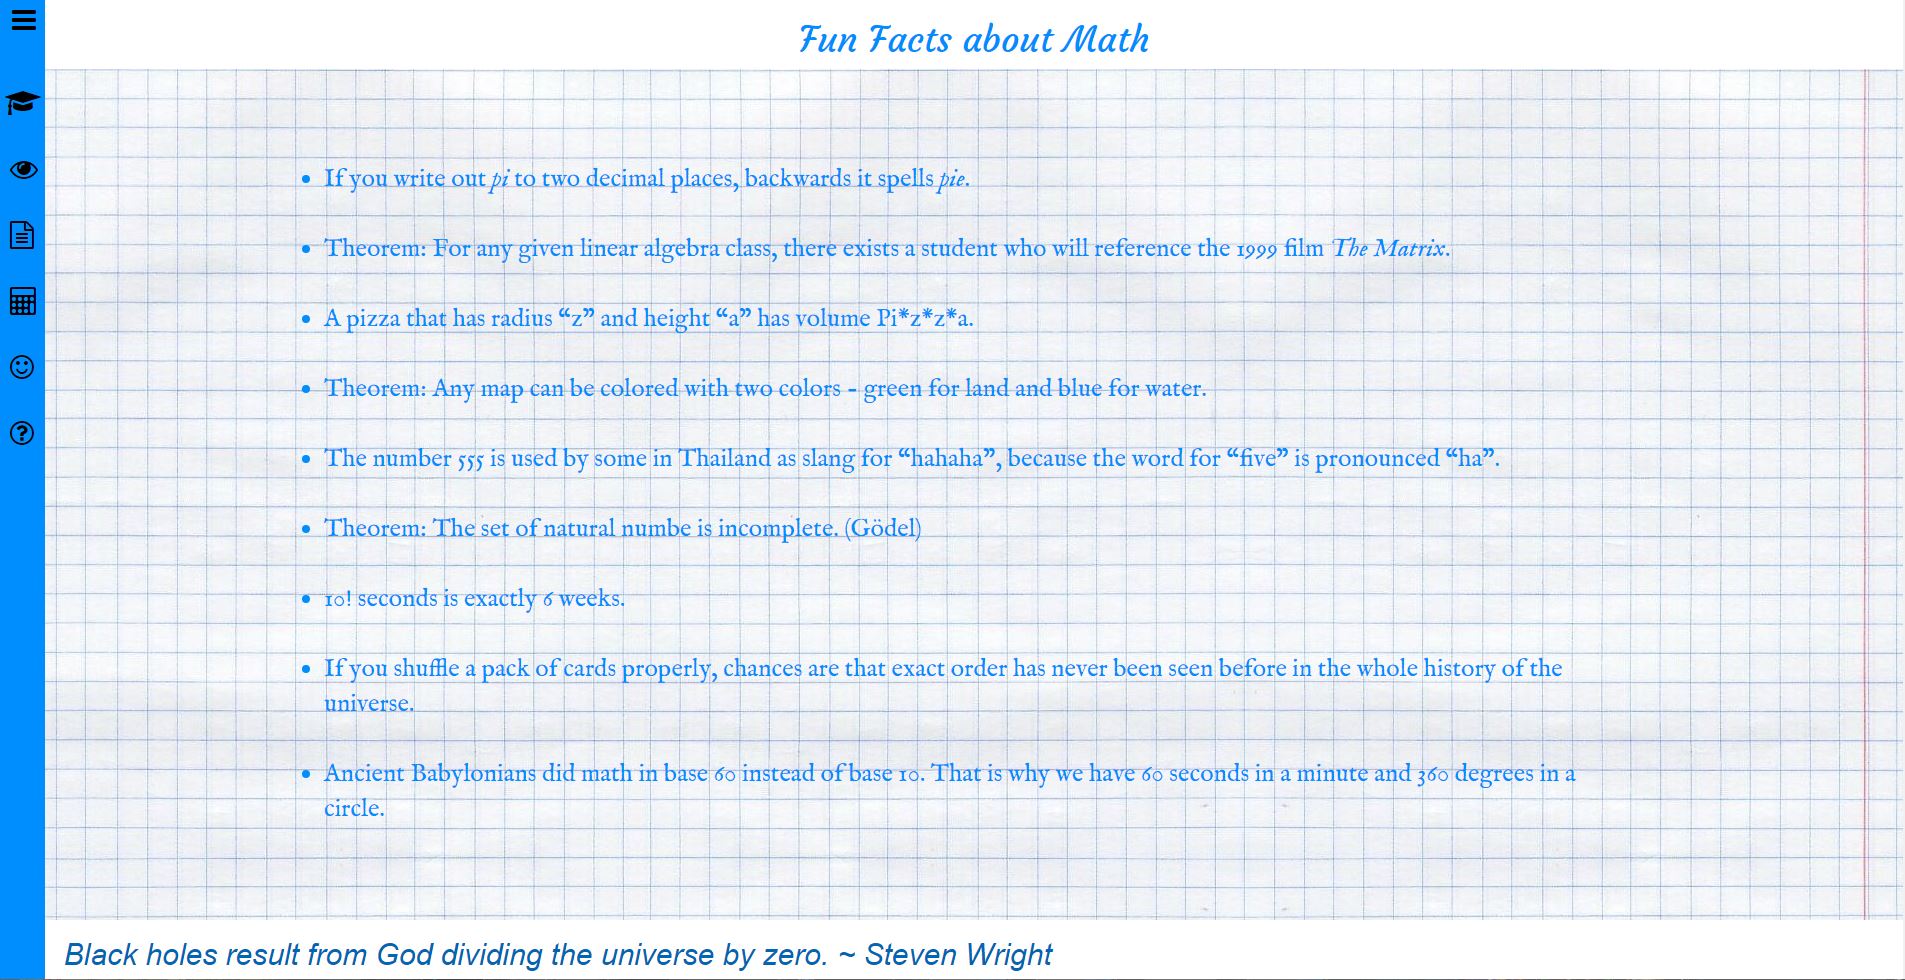 Fun Facts about Math
• If you write out pi to two decimal places, backwards it spells pie.
• Theorem: For any given linear algebra class, there exists a student who will reference the 1999 film The Matrix.
• A pizza that has radius “z” and height “a” has volume Pi*z*z*a.
• Theorem: Any map can be colored with two colors - green for land and blue for water.
• The number 555 is used by some in Thailand as slang for “hahaha”, because the word for “five” is pronounced “ha”.
• Theorem: The set of natural numbe is incomplete. (Gödel)
• 10! seconds is exactly 6 weeks.
• If you shuffle a pack of cards properly, chances are that exact order has never been seen before in the whole history of the
universe.
• Ancient Babylonians did math in base 60 instead of base 10. That is why we have 60 seconds in a minute and 360 degrees in a
circle.
Black holes result from God dividing the universe by zero. ~ Steven Wright